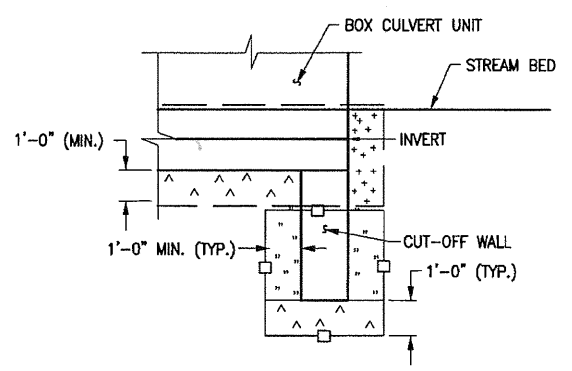 BOX CULVERT UNIT
STREAM BED
1'-0" (MIN.)
INVERT
1'-0" MIN. (TYP.)
CUT-OFF WALL
1'-0" (TYP.)